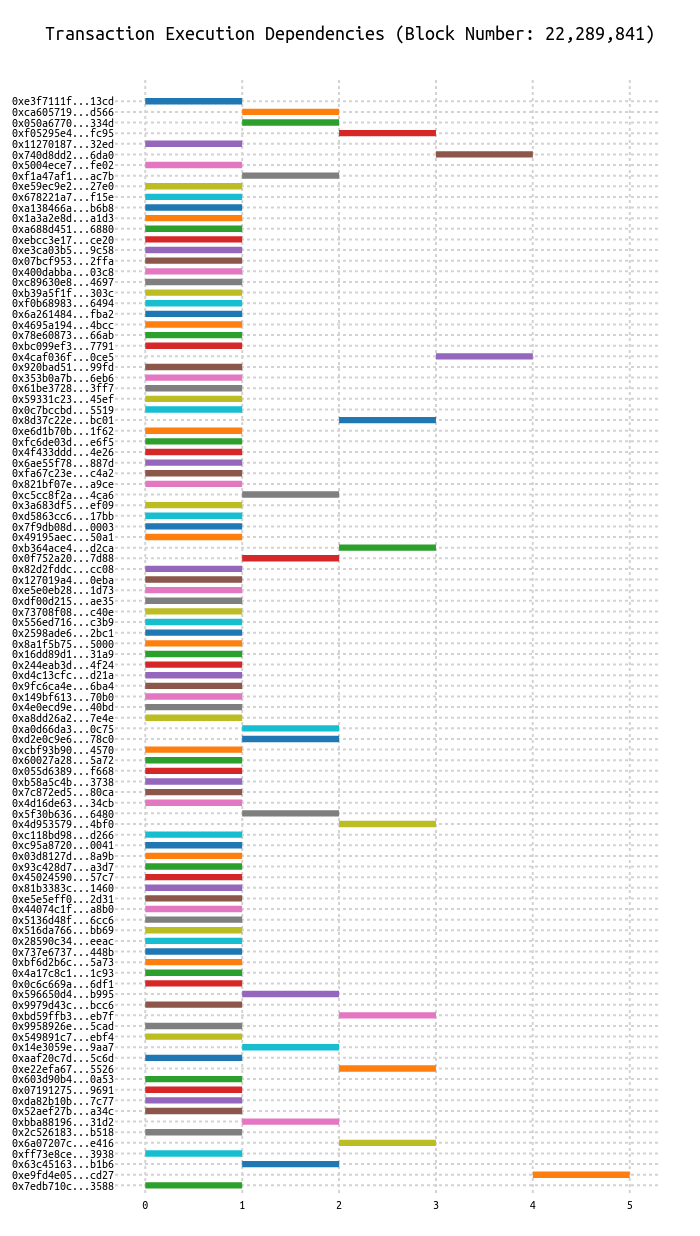 Transaction Execution Dependencies (Block Number: 22,289,841)
0xe3f7111f...13cd
0xca605719...d566
0x050a6770...334d
0xf05295e4...fc95
0x11270187...32ed
0x740d8dd2...6da0
0x5004ece7...fe02
0xf1a47af1...ac7b
0xe59ec9e2...27e0
0x678221a7...f15e
0xa138466a...b6b8
0x1a3a2e8d...a1d3
0xa688d451...6880
0xebcc3e17...ce20
0xe3ca03b5...9c58
0x07bcf953...2ffa
0x400dabba...03c8
0xc89630e8...4697
0xb39a5f1f...303c
0xf0b68983...6494
0x6a261484...fba2
0x4695a194...4bcc
0x78e60873...66ab
0xbc099ef3...7791
0x4caf036f...0ce5
0x920bad51...99fd
0x353b0a7b...6eb6
0x61be3728...3ff7
0x59331c23...45ef
0x0c7bccbd...5519
0x8d37c22e...bc01
0xe6d1b70b...1f62
0xfc6de03d...e6f5
0x4f433ddd...4e26
0x6ae55f78...887d
0xfa67c23e...c4a2
0x821bf07e...a9ce
0xc5cc8f2a...4ca6
0x3a683df5...ef09
0xd5863cc6...17bb
0x7f9db08d...0003
0x49195aec...50a1
0xb364ace4...d2ca
0x0f752a20...7d88
0x82d2fddc...cc08
0x127019a4...0eba
0xe5e0eb28...1d73
0xdf00d215...ae35
0x73708f08...c40e
0x556ed716...c3b9
0x2598ade6...2bc1
0x8a1f5b75...5000
0x16dd89d1...31a9
0x244eab3d...4f24
0xd4c13cfc...d21a
0x9fc6ca4e...6ba4
0x149bf613...70b0
0x4e0ecd9e...40bd
0xa8dd26a2...7e4e
0xa0d66da3...0c75
0xd2e0c9e6...78c0
0xcbf93b90...4570
0x60027a28...5a72
0x055d6389...f668
0xb58a5c4b...3738
0x7c872ed5...80ca
0x4d16de63...34cb
0x5f30b636...6480
0x4d953579...4bf0
0xc118bd98...d266
0xc95a8720...0041
0x03d8127d...8a9b
0x93c428d7...a3d7
0x45024590...57c7
0x81b3383c...1460
0xe5e5eff0...2d31
0x44074c1f...a8b0
0x5136d48f...6cc6
0x516da766...bb69
0x28590c34...eeac
0x737e6737...448b
0xbf6d2b6c...5a73
0x4a17c8c1...1c93
0x0c6c669a...6df1
0x596650d4...b995
0x9979d43c...bcc6
0xbd59ffb3...eb7f
0x9958926e...5cad
0x549891c7...ebf4
0x14e3059e...9aa7
0xaaf20c7d...5c6d
0xe22efa67...5526
0x603d90b4...0a53
0x07191275...9691
0xda82b10b...7c77
0x52aef27b...a34c
0xbba88196...31d2
0x2c526183...b518
0x6a07207c...e416
0xff73e8ce...3938
0x63c45163...b1b6
0xe9fd4e05...cd27
0x7edb710c...3588
0 1 2 3 4 5